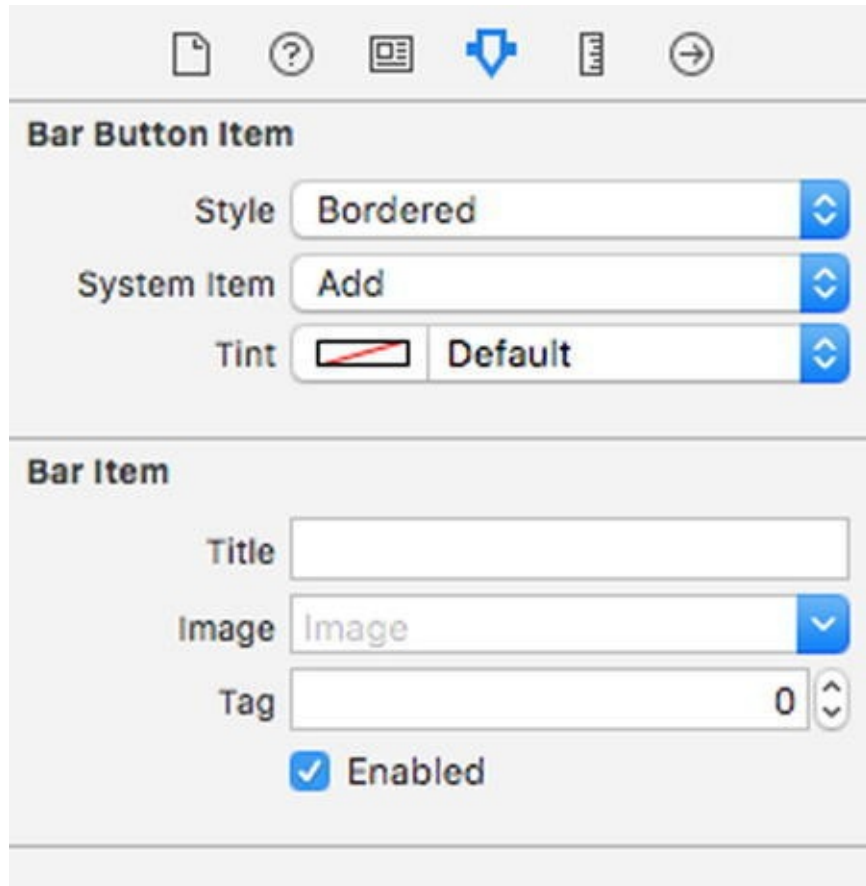 Bar Button Item
Style Bordered
System Item Add
Tint Default
Bar Item
Title
Image Image
Tag 0
Enabled